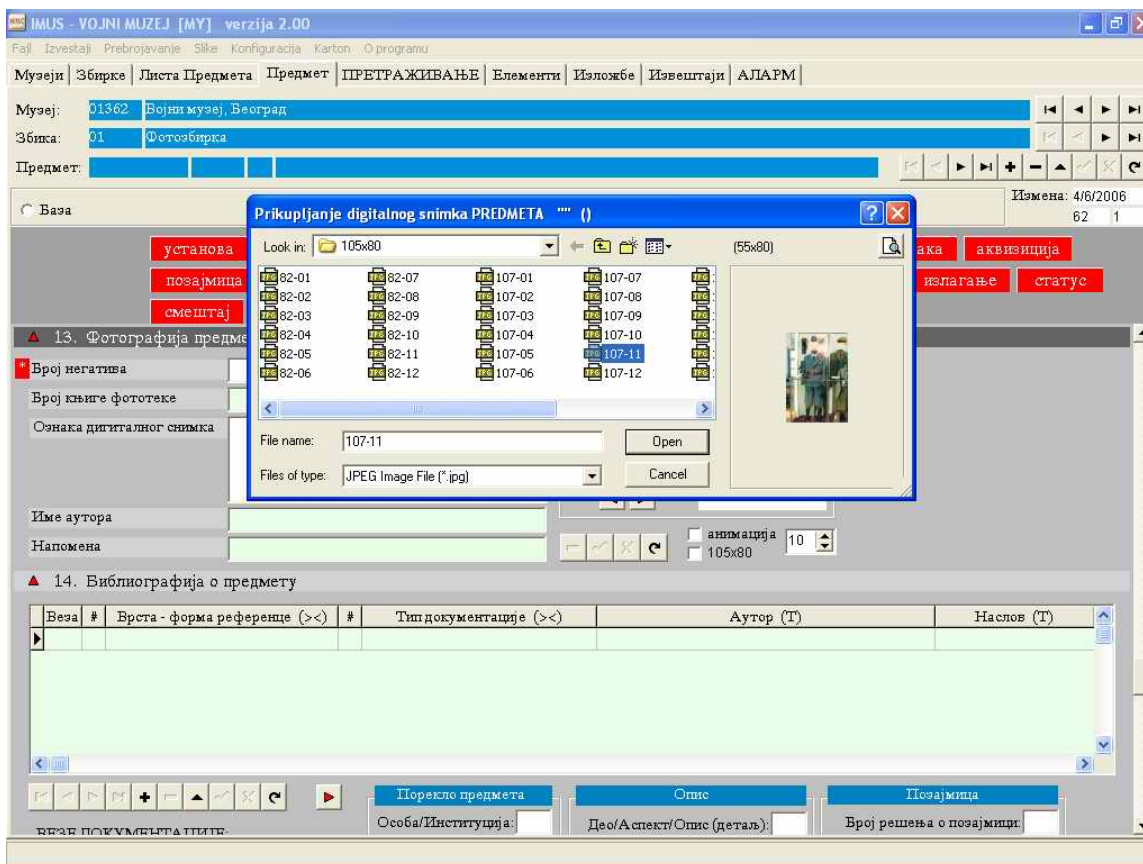 IMUS - VOJNI MUZEJ [MY] verzija 2.00
Fajl Izvestaji Prebrojavanje Slike Konfiguracija Karton O programu
Музеји Збирке Листа Предмета Предмет ПРЕТРАЖИВАЊЕ Елементи Изложбе Извештаји АЛАРМ
Музеј: 01362 Војни музеј, Београд
Збика: 01 Фотозбирка
Предмет:
База
Измена: 4/6/2006
62 1
Prikupljanje digitalnog snimka PREDMETA "" ()
Look in: 105x80
(55x80)
82-01 82-07 107-01 107-07
82-02 82-08 107-02 107-08
82-03 82-09 107-03 107-09
82-04 82-10 107-04 107-10
82-05 82-11 107-05 107-11
82-06 82-12 107-06 107-12
File name: 107-11 Open
Files of type: JPEG Image File (*.jpg) Cancel
установа ака аквизиција
позајмица излагање статус
смештај
13. Фотографија предме
* Број негатива
Број књиге фототеке
Ознака дигиталног снимка
Име аутора
Напомена
анимација 10
105x80
14. Библиографија о предмету
Веза # Врста - форма референце (><) # Тип документације (><) Аутор (Т) Наслов (Т)
Порекло предмета Опис Позајмица
Особа/Институција: Део/Аспект/Опис (детаљ): Број решења о позајмици:
ВЕЗЕ ДОКУМЕНТАЦИЈЕ: